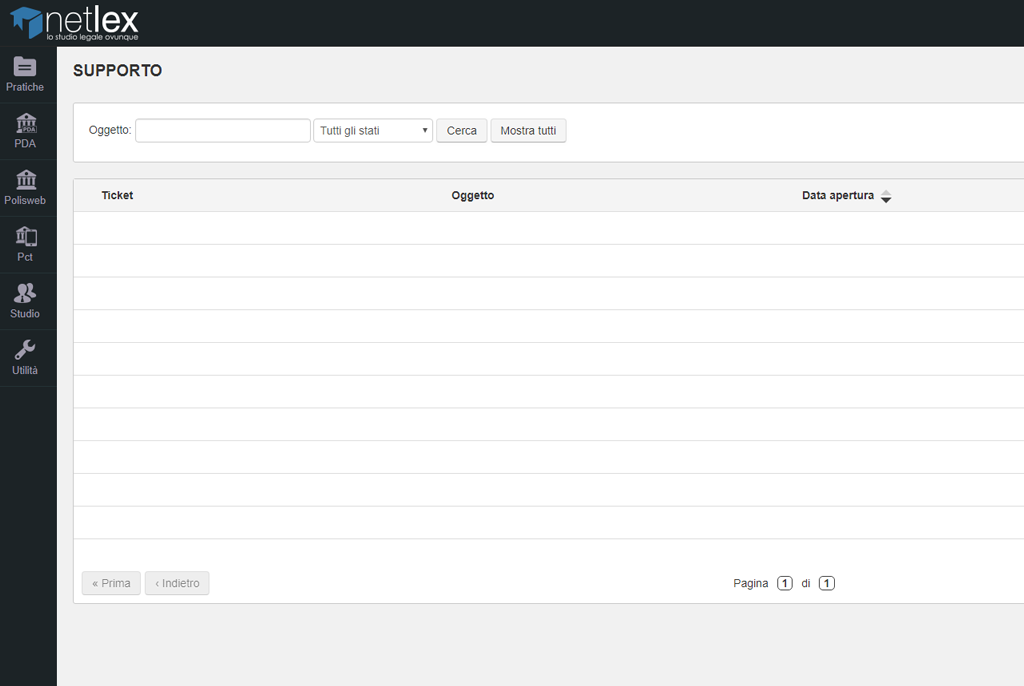 netlex
lo studio legale ovunque
Pratiche
PDA
PDA
Polisweb
Pct
Studio
Utilità
SUPPORTO
Oggetto: Tutti gli stati Cerca Mostra tutti
Ticket Oggetto Data apertura
« Prima ‹ Indietro Pagina 1 di 1